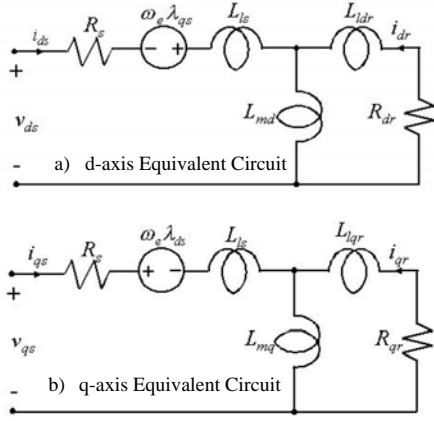 i_ds R_s ω_e λ_qs L_ls L_ldr i_dr
+ - +
v_ds L_md R_dr
-
a) d-axis Equivalent Circuit
i_qs R_s ω_e λ_ds L_ls L_lqr i_qr
+ + -
v_qs L_mq R_qr
-
b) q-axis Equivalent Circuit